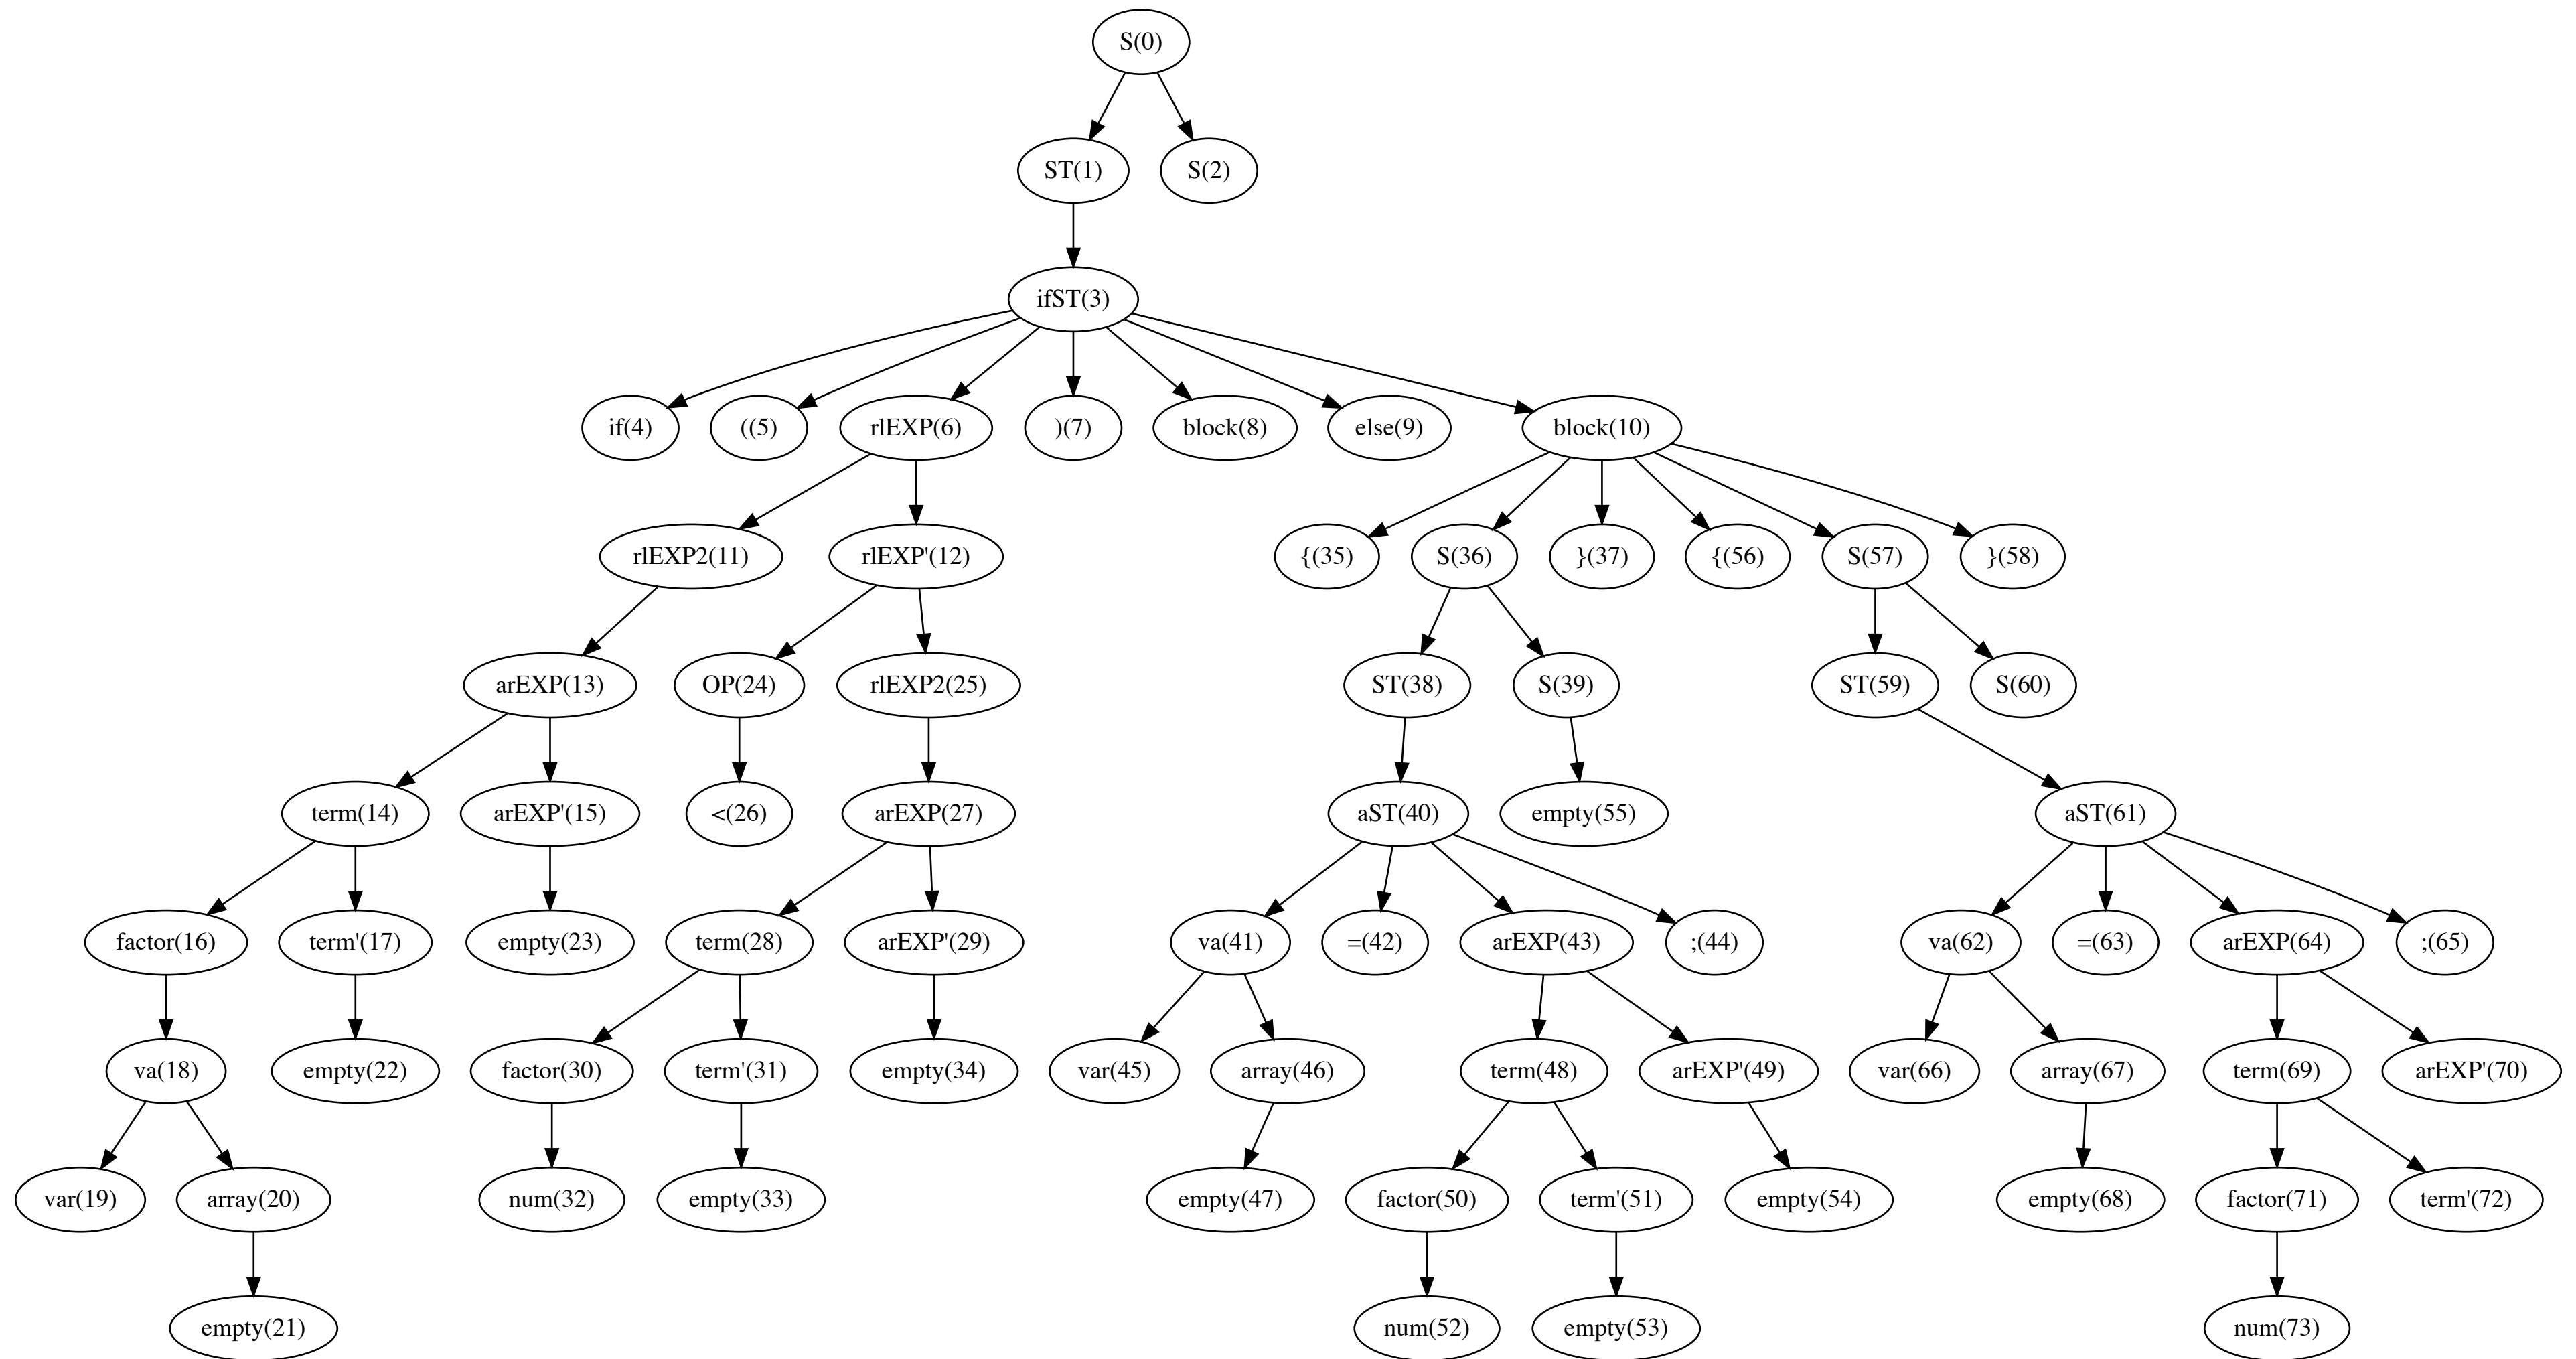 S(0)
ST(1)
S(2)
ifST(3)
if(4)
((5)
rlEXP(6)
)(7)
block(8)
else(9)
block(10)
rlEXP2(11)
rlEXP'(12)
{(35)
S(36)
}(37)
{(56)
S(57)
}(58)
arEXP(13)
OP(24)
rlEXP2(25)
ST(38)
S(39)
ST(59)
S(60)
term(14)
arEXP'(15)
<(26)
arEXP(27)
aST(40)
empty(55)
aST(61)
factor(16)
term'(17)
empty(23)
term(28)
arEXP'(29)
va(41)
=(42)
arEXP(43)
;(44)
va(62)
=(63)
arEXP(64)
;(65)
va(18)
empty(22)
factor(30)
term'(31)
empty(34)
var(45)
array(46)
term(48)
arEXP'(49)
var(66)
array(67)
term(69)
arEXP'(70)
var(19)
array(20)
num(32)
empty(33)
empty(47)
factor(50)
term'(51)
empty(54)
empty(68)
factor(71)
term'(72)
empty(21)
num(52)
empty(53)
num(73)